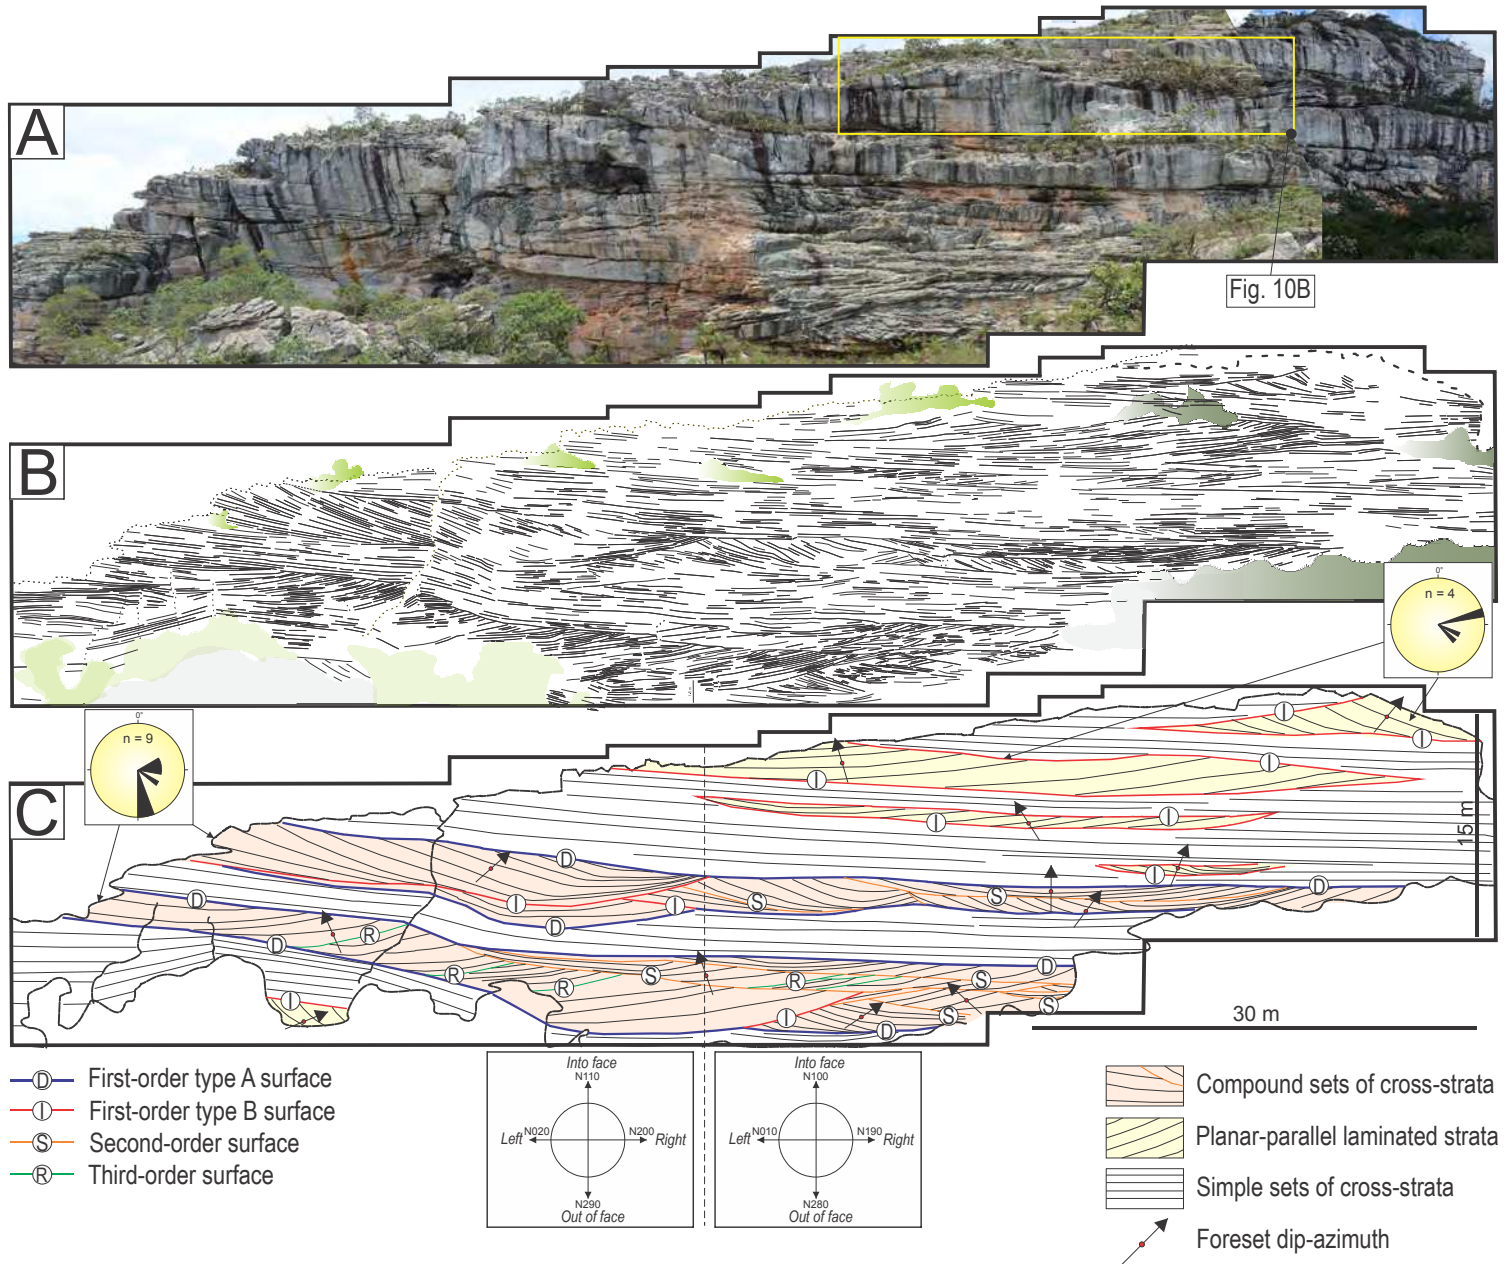 A
Fig. 10B
B
0°
n = 4
0°
n = 9
C
I
I
I
I
I
I
I
D
S
S
D
I
I
D
D
D
R
R
R
S
R
S
D
S
S
I
D
I
15 m
30 m
D First-order type A surface
I First-order type B surface
S Second-order surface
R Third-order surface
Into face
N110
Left N020 N200 Right
N290
Out of face
Into face
N100
Left N010 N190 Right
N280
Out of face
Compound sets of cross-strata
Planar-parallel laminated strata
Simple sets of cross-strata
Foreset dip-azimuth